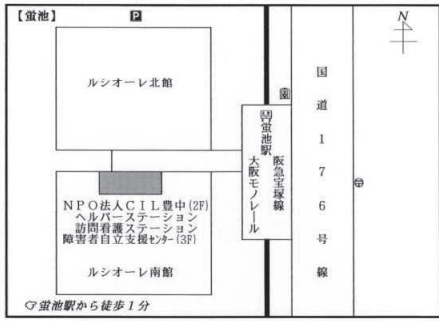 【蛍池】
P
N
ルシオーレ北館
国道176号線
蛍池駅
阪急宝塚線
大阪モノレール
NPO法人CIL豊中(2F)
ヘルパーステーション
訪問看護ステーション
障害者自立支援センター(3F)
ルシオーレ南館
蛍池駅から徒歩1分